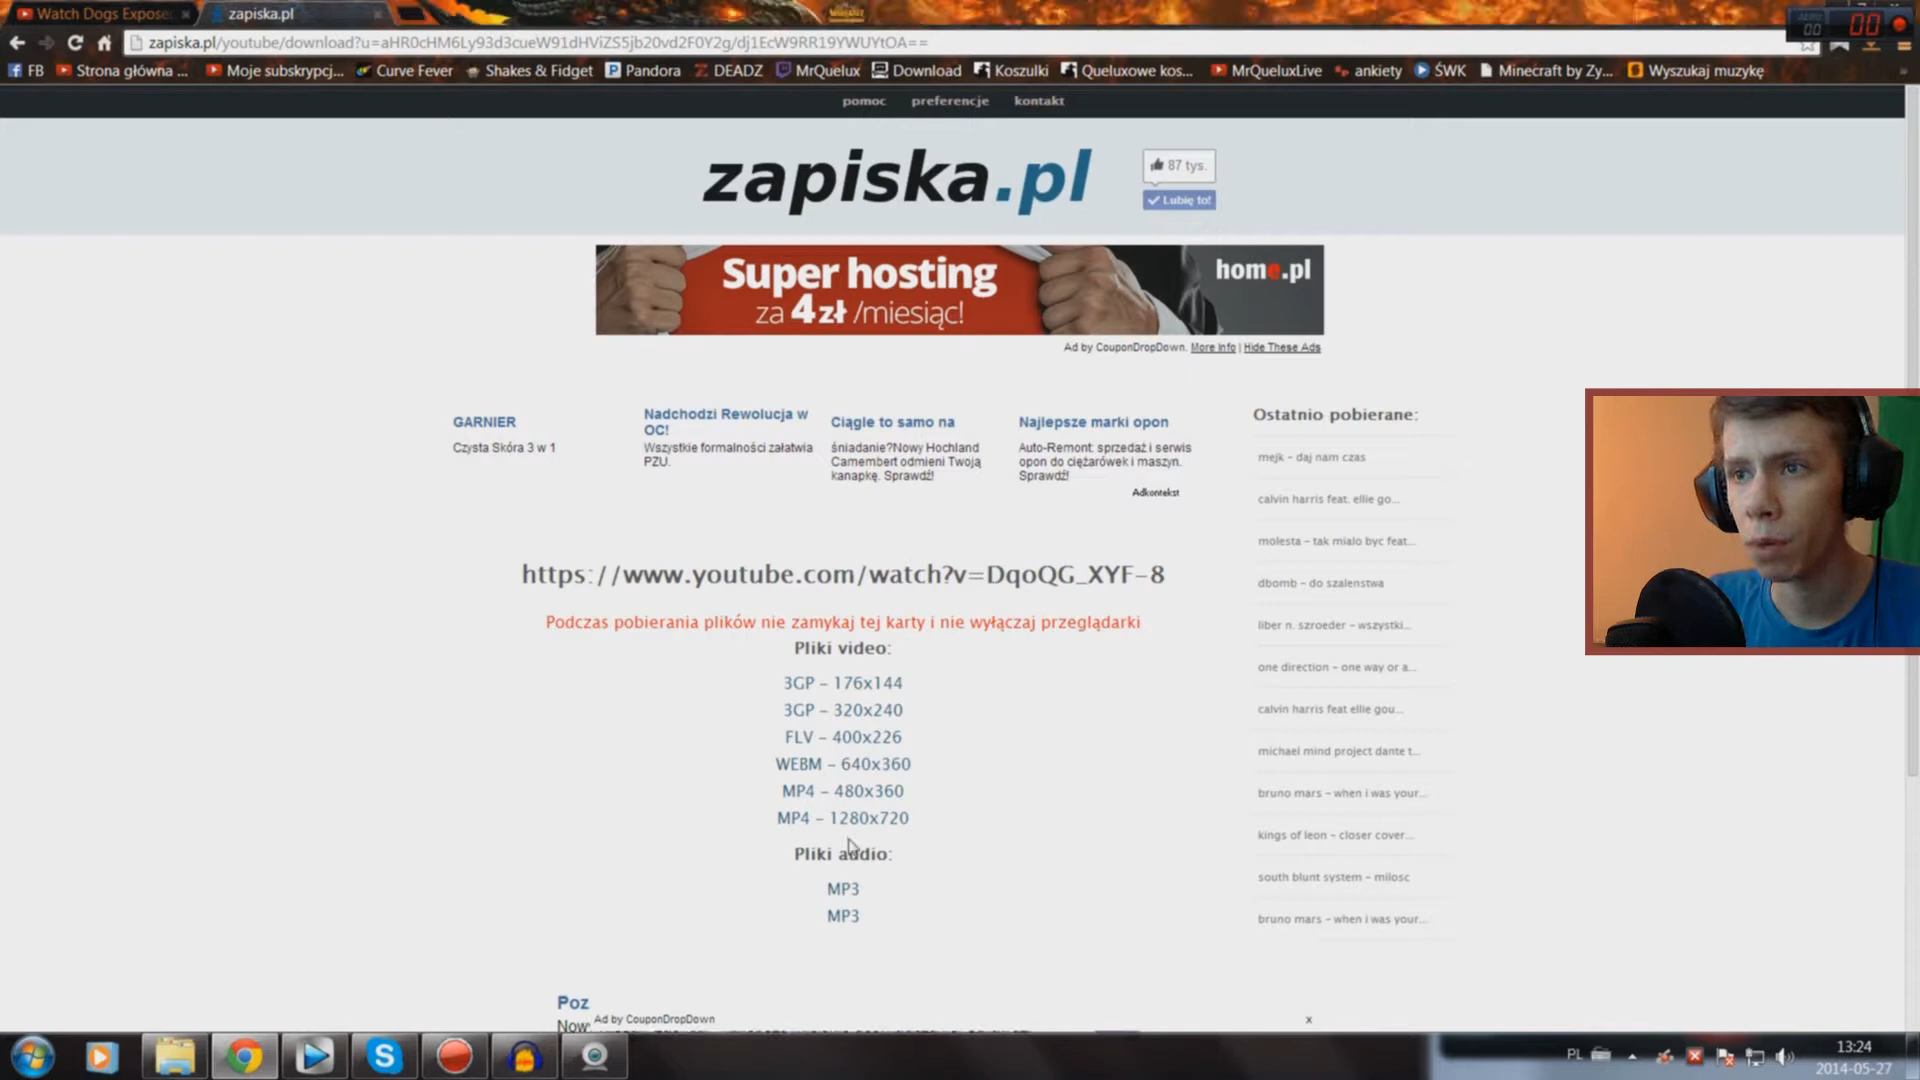 Watch Dogs Expose
zapiska.pl
zapiska.pl/youtube/download?u=aHR0cHM6Ly93d3cueW91dHViZS5jb20vd2F0Y2g/dj1EcW9RR19YWUYtOA==
FB
Strona główna ...
Moje subskrypcj...
Curve Fever
Shakes & Fidget
Pandora
DEADZ
MrQuelux
Download
Koszulki
Queluxowe kos...
MrQueluxLive
ankiety
ŚWK
Minecraft by Zy...
Wyszukaj muzykę
pomoc preferencje kontakt
zapiska.pl
87 tys.
Lubię to!
Super hosting
za 4 zł /miesiąc!
home.pl
Ad by CouponDropDown. More Info | Hide These Ads
GARNIER
Czysta Skóra 3 w 1
Nadchodzi Rewolucja w
OC!
Wszystkie formalności załatwia
PZU.
Ciągle to samo na
śniadanie?Nowy Hochland
Camembert odmieni Twoją
kanapkę. Sprawdź!
Najlepsze marki opon
Auto-Remont: sprzedaż i serwis
opon do ciężarówek i maszyn.
Sprawdź!
Adkontekst
Ostatnio pobierane:
mejk – daj nam czas
calvin harris feat. ellie go...
molesta – tak mialo byc feat...
dbomb – do szalenstwa
liber n. szroeder – wszystki...
one direction – one way or a...
calvin harris feat ellie gou...
michael mind project dante t...
bruno mars – when i was your...
kings of leon – closer cover...
south blunt system – milosc
bruno mars – when i was your...
https://www.youtube.com/watch?v=DqoQG_XYF-8
Podczas pobierania plików nie zamykaj tej karty i nie wyłączaj przeglądarki
Pliki video:
3GP – 176x144
3GP – 320x240
FLV – 400x226
WEBM – 640x360
MP4 – 480x360
MP4 – 1280x720
Pliki audio:
MP3
MP3
Poz
Now
Ad by CouponDropDown
x
PL
13:24
2014-05-27
00
00